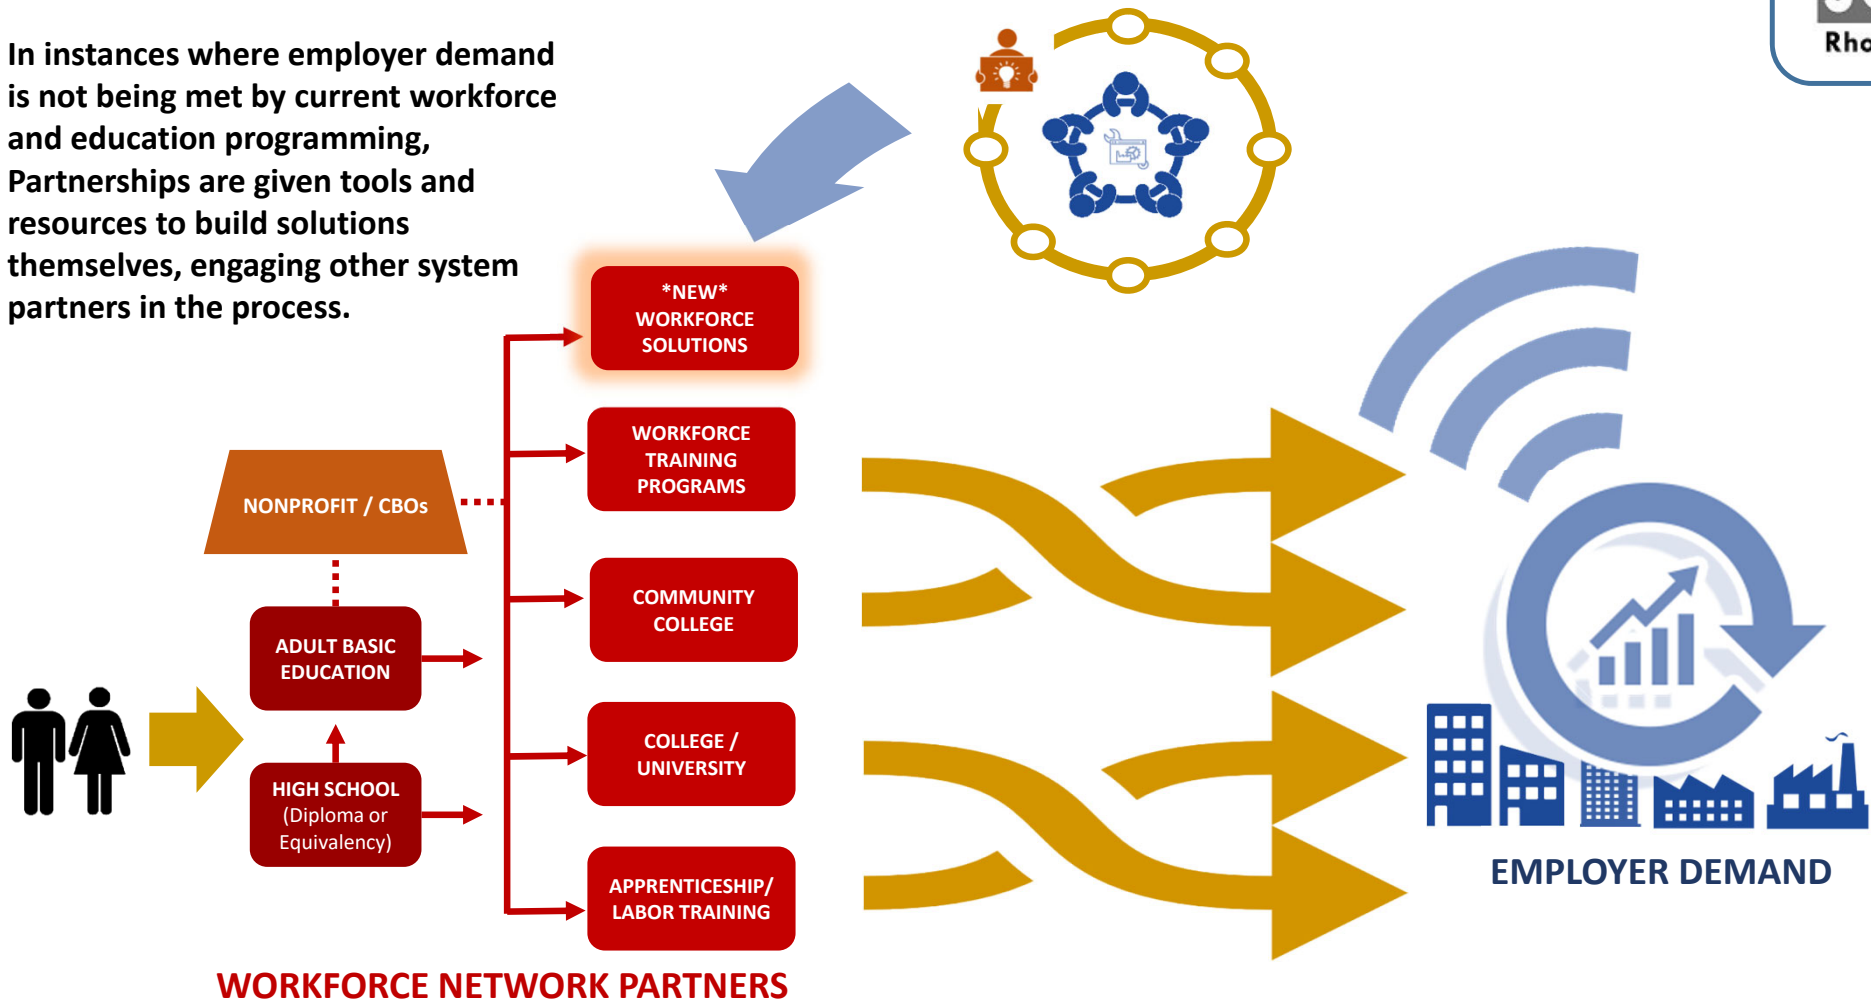 In instances where employer demand
is not being met by current workforce
and education programming,
Partnerships are given tools and
resources to build solutions
themselves, engaging other system
partners in the process.
*NEW*
WORKFORCE
SOLUTIONS
WORKFORCE
TRAINING
PROGRAMS
NONPROFIT / CBOs
COMMUNITY
COLLEGE
ADULT BASIC
EDUCATION
COLLEGE /
UNIVERSITY
HIGH SCHOOL
(Diploma or
Equivalency)
APPRENTICESHIP/
LABOR TRAINING
WORKFORCE NETWORK PARTNERS
EMPLOYER DEMAND